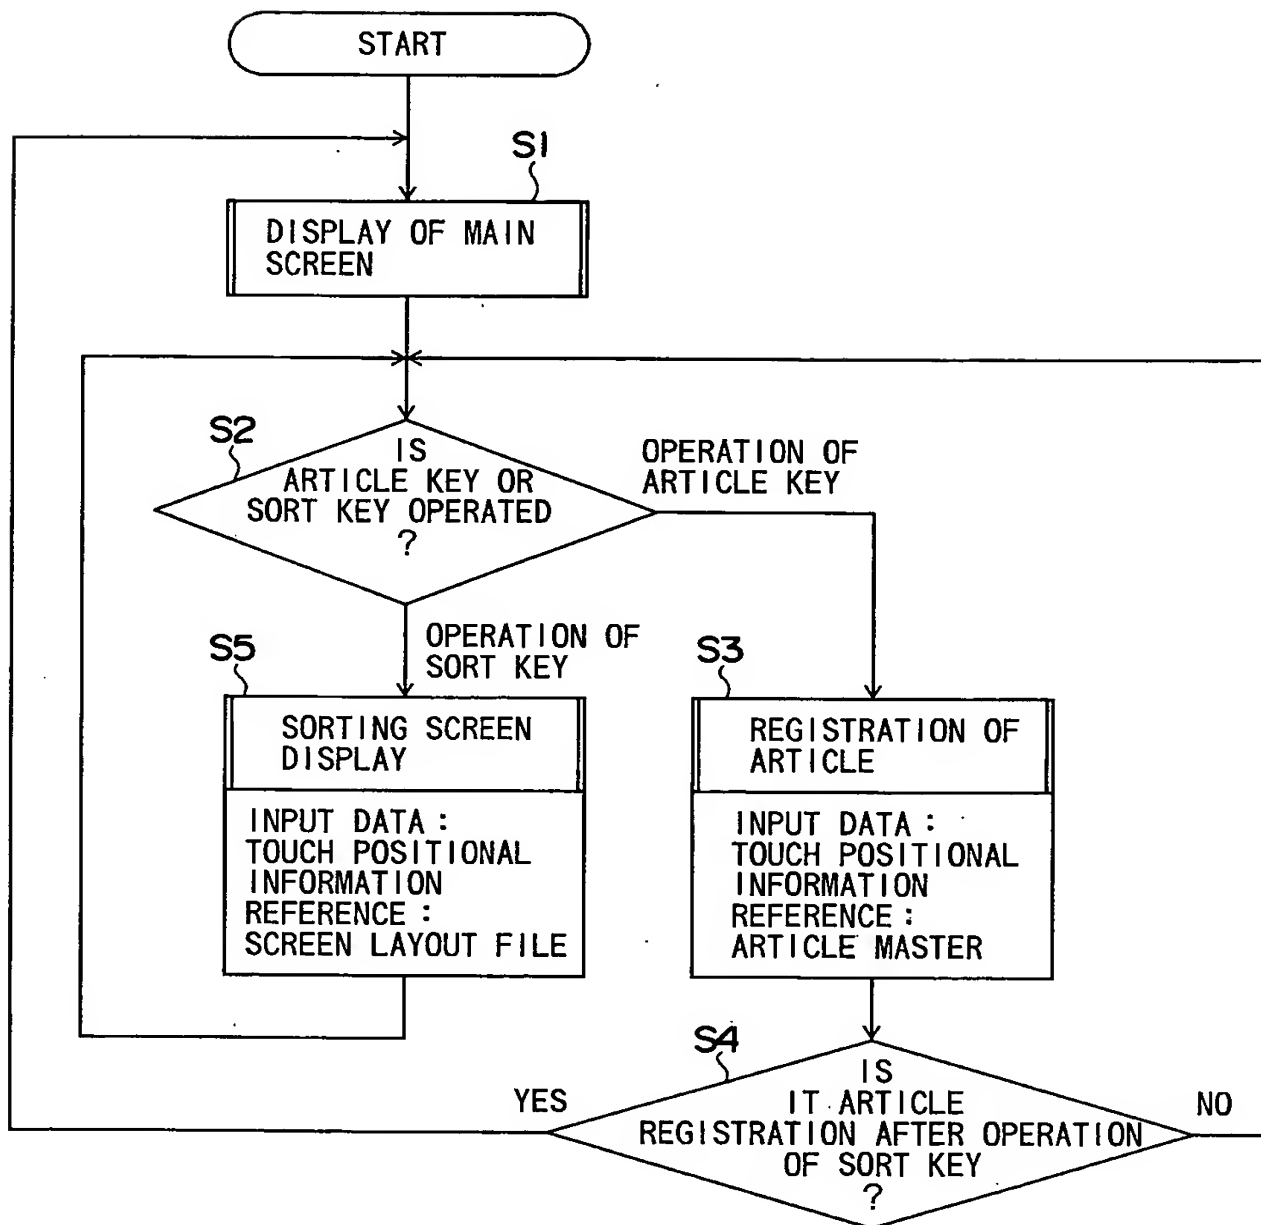 START
S1
DISPLAY OF MAIN
SCREEN
S2
IS
ARTICLE KEY OR
SORT KEY OPERATED
?
OPERATION OF
ARTICLE KEY
OPERATION OF
SORT KEY
S5
SORTING SCREEN
DISPLAY
INPUT DATA:
TOUCH POSITIONAL
INFORMATION
REFERENCE:
SCREEN LAYOUT FILE
S3
REGISTRATION OF
ARTICLE
INPUT DATA:
TOUCH POSITIONAL
INFORMATION
REFERENCE:
ARTICLE MASTER
S4
IS
IT ARTICLE
REGISTRATION AFTER OPERATION
OF SORT KEY
?
YES
NO